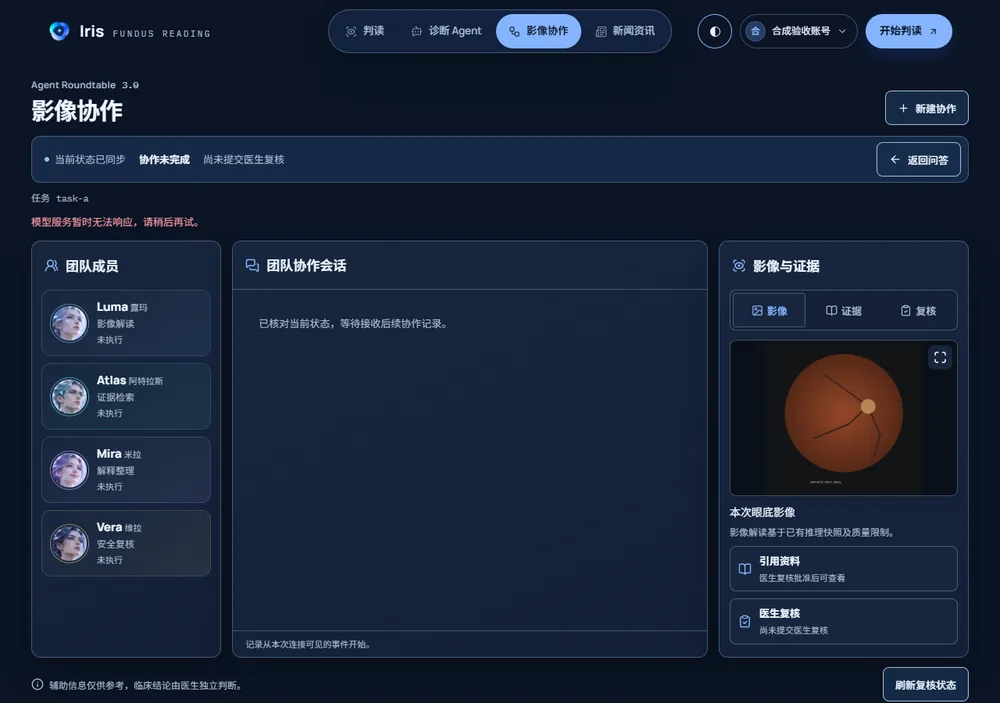 Iris FUNDUS READING
判读
诊断 Agent
影像协作
新闻资讯
合
合成验收账号
开始判读
Agent Roundtable 3.0
影像协作
新建协作
当前状态已同步 协作未完成 尚未提交医生复核
返回问答
任务 task-a
模型服务暂时无法响应，请稍后再试。
团队成员
Luma 露玛
影像解读
未执行
Atlas 阿特拉斯
证据检索
未执行
Mira 米拉
解释整理
未执行
Vera 维拉
安全复核
未执行
团队协作会话
已核对当前状态，等待接收后续协作记录。
记录从本次连接可见的事件开始。
影像与证据
影像
证据
复核
本次眼底影像
影像解读基于已有推理快照及质量限制。
引用资料
医生复核批准后可查看
医生复核
尚未提交医生复核
辅助信息仅供参考，临床结论由医生独立判断。
刷新复核状态